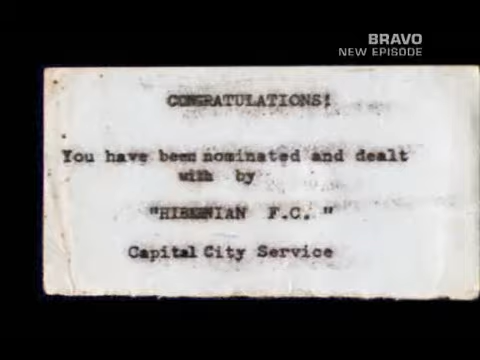 BRAVO
NEW EPISODE
CONGRATULATIONS!
You have been nominated and dealt
with by
"HIBERNIAN F.C. "
Capital City Service